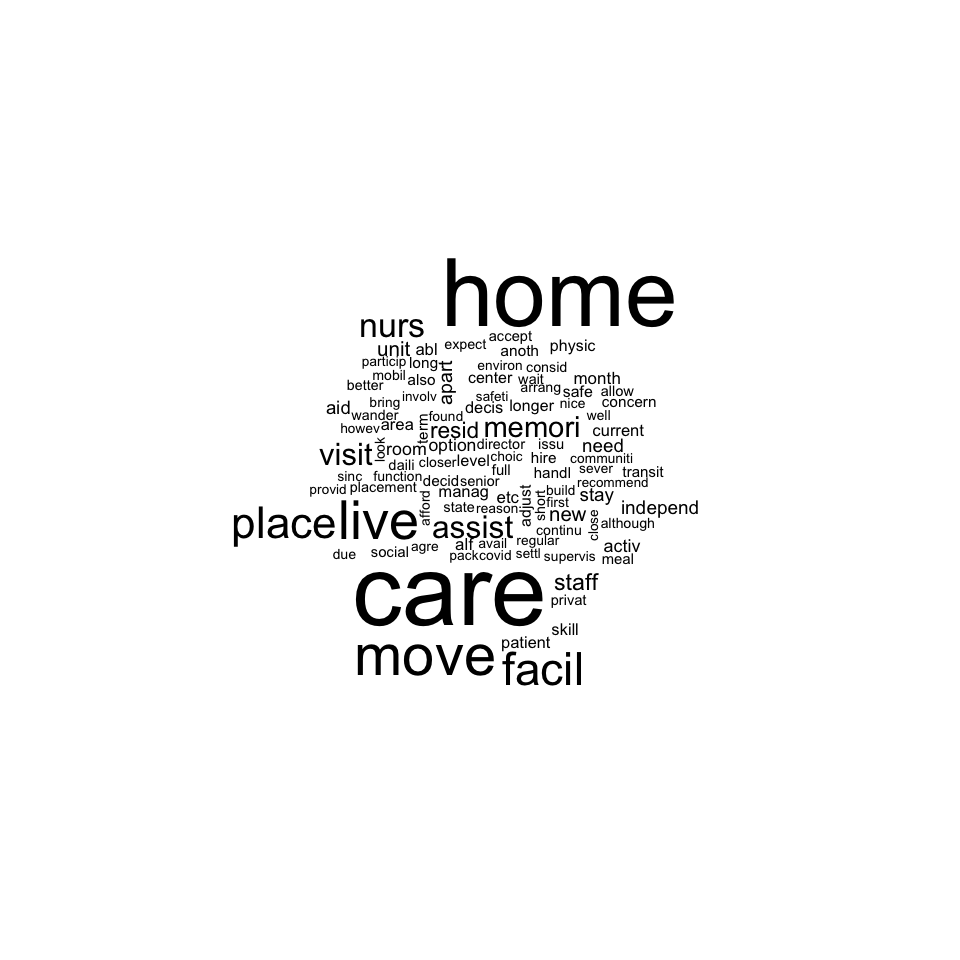 home
nurs
accept
unit abl expect anoth physic
particip long apart environ consid
mobil also center wait month
better arrang safe allow
involv safeti
aid bring decis longer nice concern
wander found well
howev area term resid memori current
visit look room option director issu need
daili closer level choic hire communiti
full sever
sinc function handl transit
provid placement decid senior recommend
manag etc adjust short build stay
afford state reason first independ
place live assist new close although
continu
due social agre alf avail regular activ
pack covid settl supervis meal
care staff
privat
skill
move patient
facil